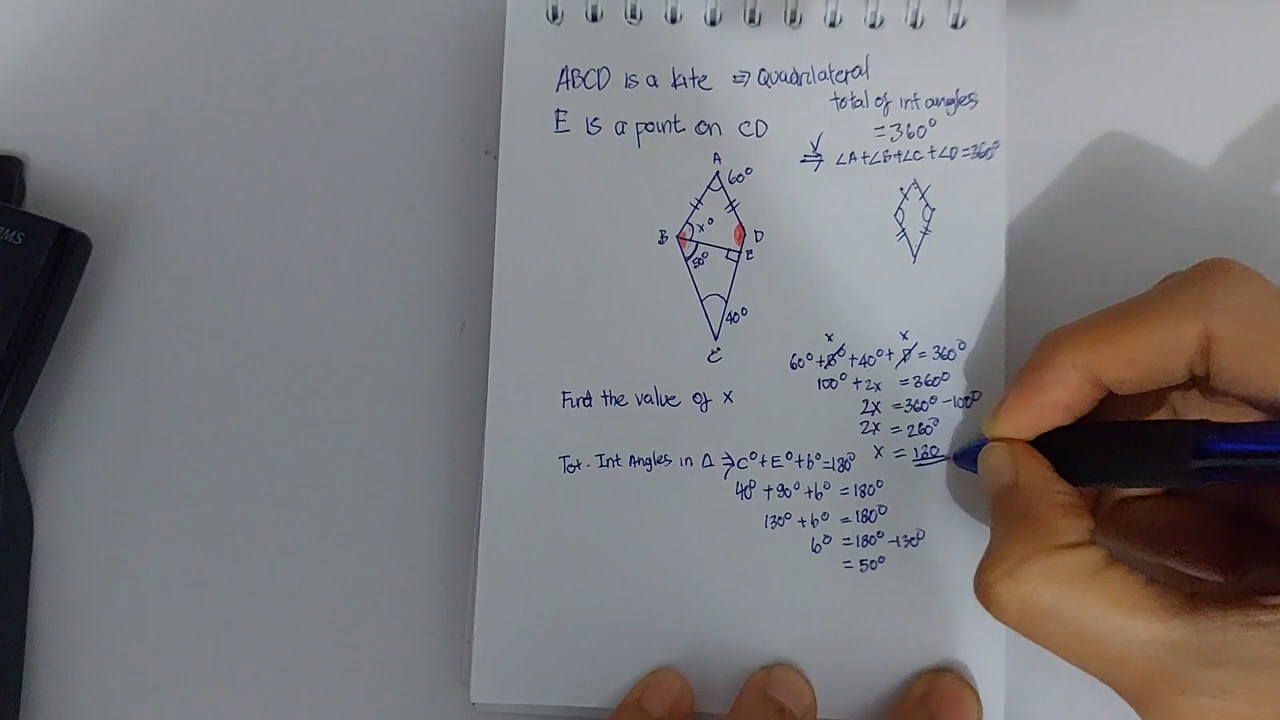 ABCD is a kite ⇒ Quadrilateral
total of int angles
= 360°
E is a point on CD
⇒ ∠A+∠B+∠C+∠D=360°
A
60°
B
x°
D
E
50°
40°
C
Find the value of x
x x
60°+B°+40°+D=360°
100°+2x =360°
2x =360°-100°
2x =260°
x =130
Tot. Int Angles in Δ ⇒ C°+E°+b°=180°
40°+90°+b°=180°
130°+b°=180°
b°=180°-130°
=50°